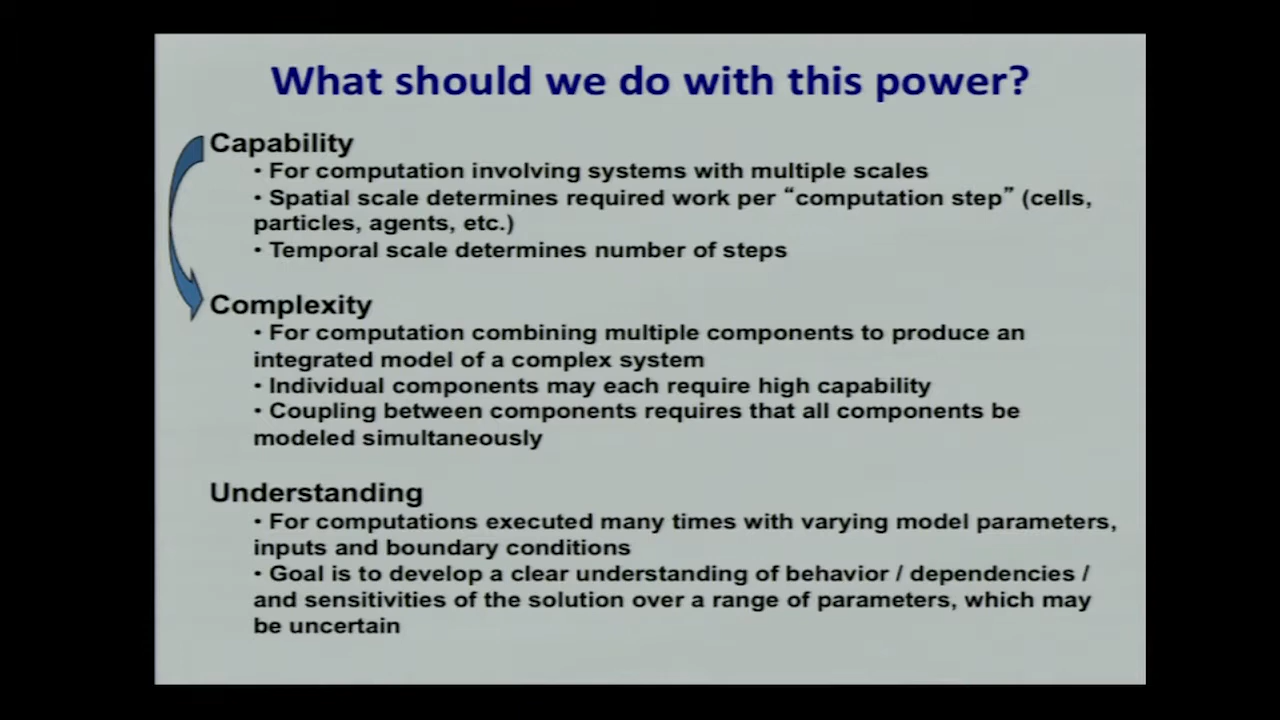 What should we do with this power?
Capability
• For computation involving systems with multiple scales
• Spatial scale determines required work per “computation step” (cells,
particles, agents, etc.)
• Temporal scale determines number of steps
Complexity
• For computation combining multiple components to produce an
integrated model of a complex system
• Individual components may each require high capability
• Coupling between components requires that all components be
modeled simultaneously
Understanding
• For computations executed many times with varying model parameters,
inputs and boundary conditions
• Goal is to develop a clear understanding of behavior / dependencies /
and sensitivities of the solution over a range of parameters, which may
be uncertain